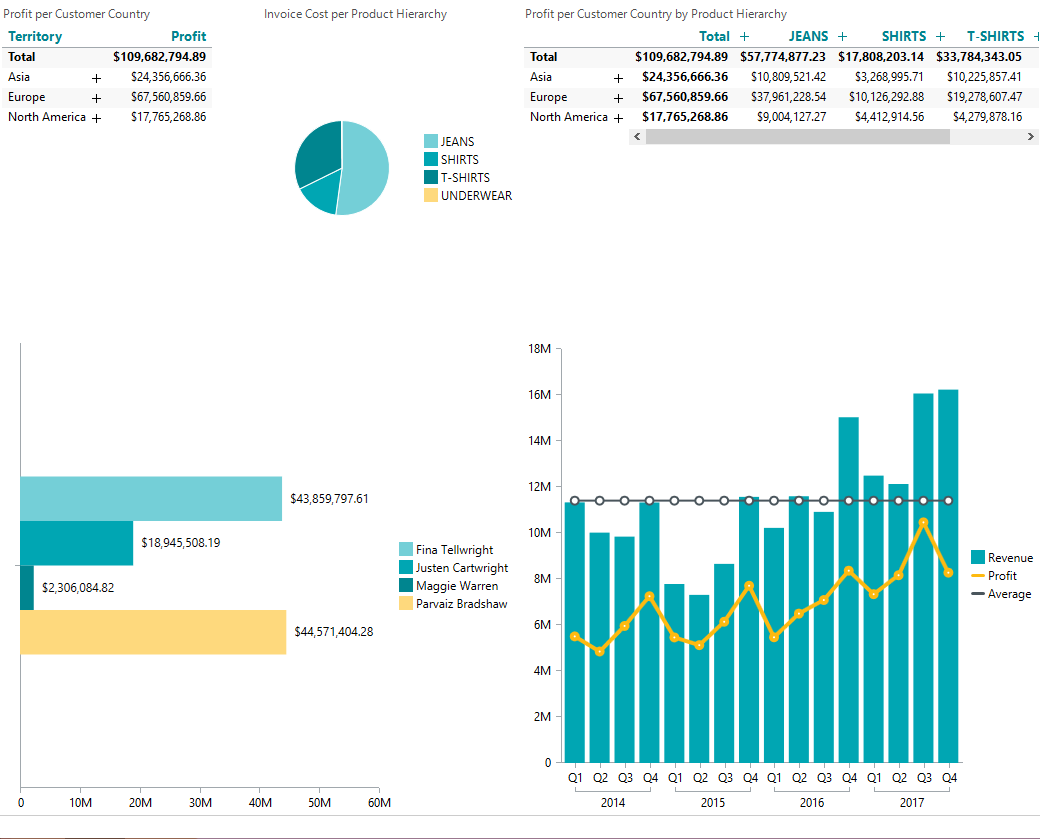 Profit per Customer Country
Territory Profit
Total $109,682,794.89
Asia + $24,356,666.36
Europe + $67,560,859.66
North America + $17,765,268.86
Invoice Cost per Product Hierarchy
JEANS
SHIRTS
T-SHIRTS
UNDERWEAR
Profit per Customer Country by Product Hierarchy
Total + JEANS + SHIRTS + T-SHIRTS +
Total $109,682,794.89 $57,774,877.23 $17,808,203.14 $33,784,343.05
Asia + $24,356,666.36 $10,809,521.42 $3,268,995.71 $10,225,857.41
Europe + $67,560,859.66 $37,961,228.54 $10,126,292.88 $19,278,607.47
North America + $17,765,268.86 $9,004,127.27 $4,412,914.56 $4,279,878.16
$43,859,797.61
$18,945,508.19
$2,306,084.82
$44,571,404.28
Fina Tellwright
Justen Cartwright
Maggie Warren
Parvaiz Bradshaw
0 10M 20M 30M 40M 50M 60M
18M
16M
14M
12M
10M
8M
6M
4M
2M
0
Q1 Q2 Q3 Q4 Q1 Q2 Q3 Q4 Q1 Q2 Q3 Q4 Q1 Q2 Q3 Q4
2014 2015 2016 2017
Revenue
Profit
Average